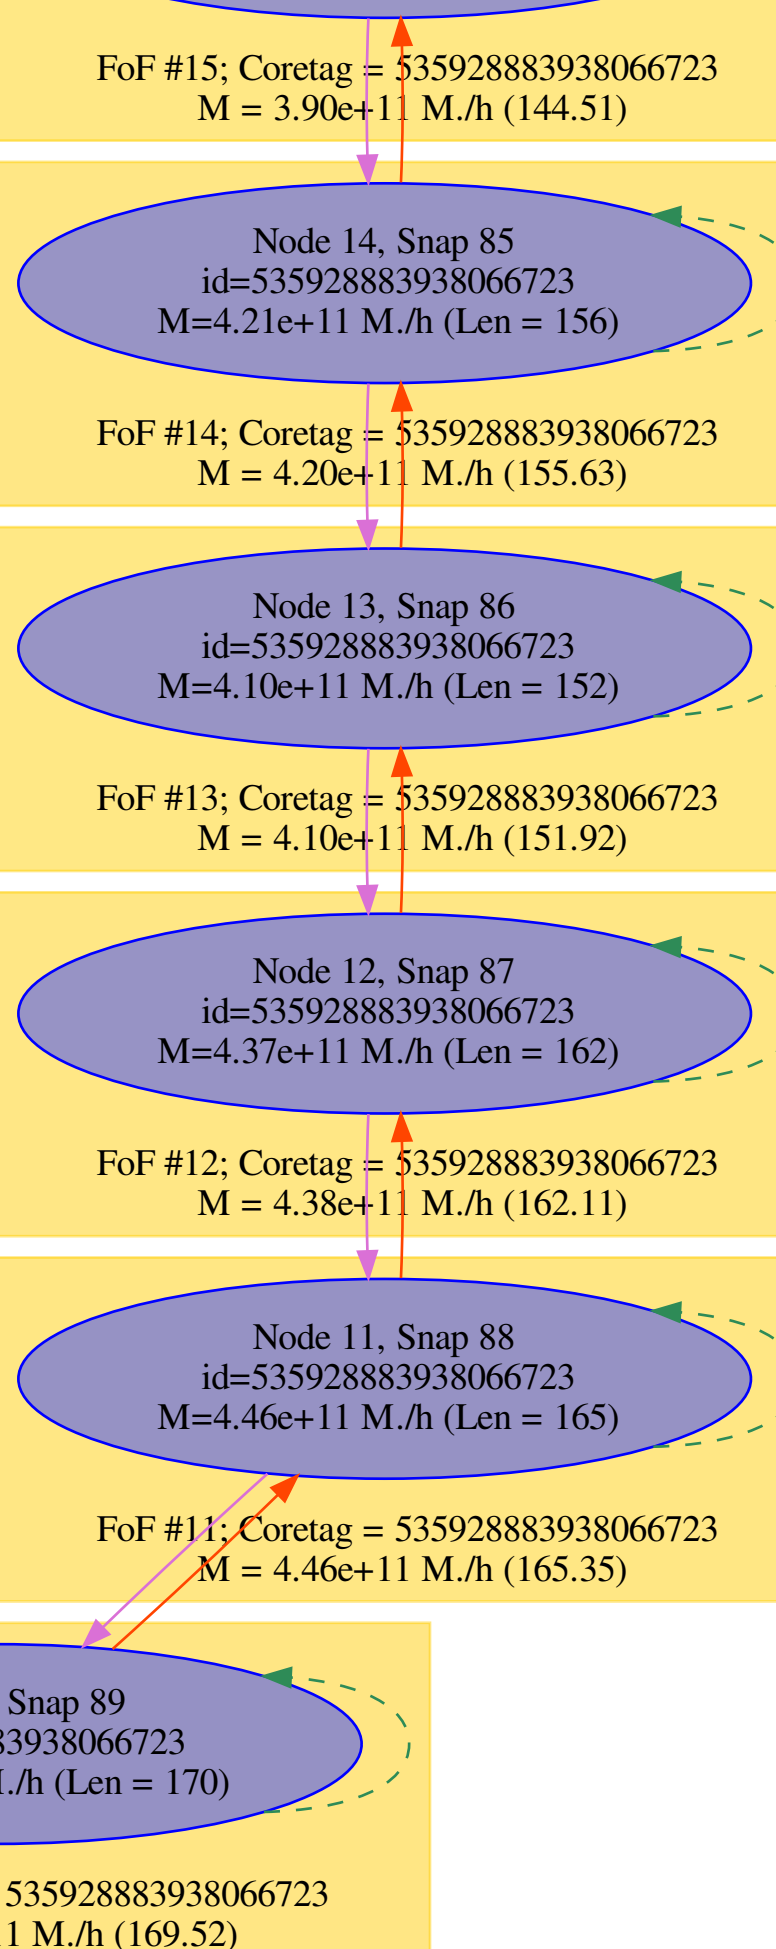 FoF #15; Coretag = 535928883938066723
M = 3.90e+11 M./h (144.51)
Node 14, Snap 85
id=535928883938066723
M=4.21e+11 M./h (Len = 156)
FoF #14; Coretag = 535928883938066723
M = 4.20e+11 M./h (155.63)
Node 13, Snap 86
id=535928883938066723
M=4.10e+11 M./h (Len = 152)
FoF #13; Coretag = 535928883938066723
M = 4.10e+11 M./h (151.92)
Node 12, Snap 87
id=535928883938066723
M=4.37e+11 M./h (Len = 162)
FoF #12; Coretag = 535928883938066723
M = 4.38e+11 M./h (162.11)
Node 11, Snap 88
id=535928883938066723
M=4.46e+11 M./h (Len = 165)
FoF #11; Coretag = 535928883938066723
M = 4.46e+11 M./h (165.35)
Snap 89
3938066723
./h (Len = 170)
535928883938066723
1 M./h (169.52)